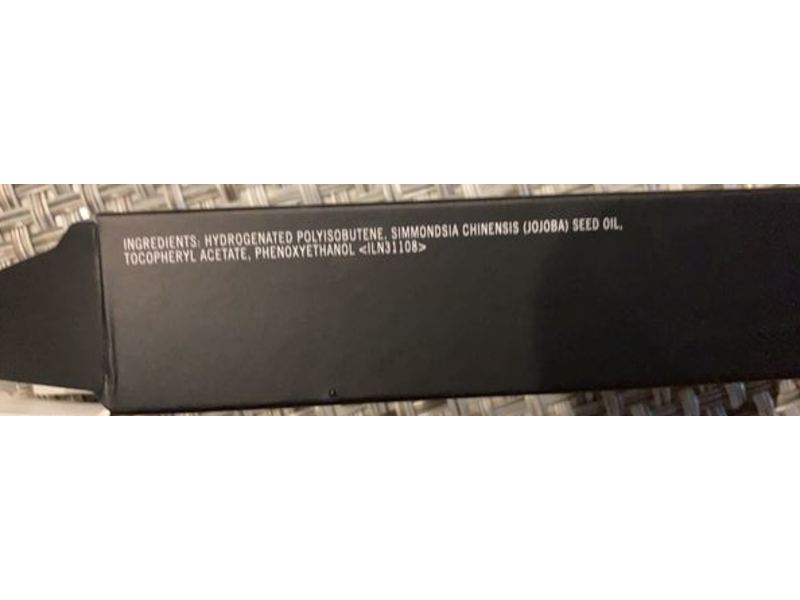 INGREDIENTS: HYDROGENATED POLYISOBUTENE, SIMMONDSIA CHINENSIS (JOJOBA) SEED OIL,
TOCOPHERYL ACETATE, PHENOXYETHANOL <ILN31108>